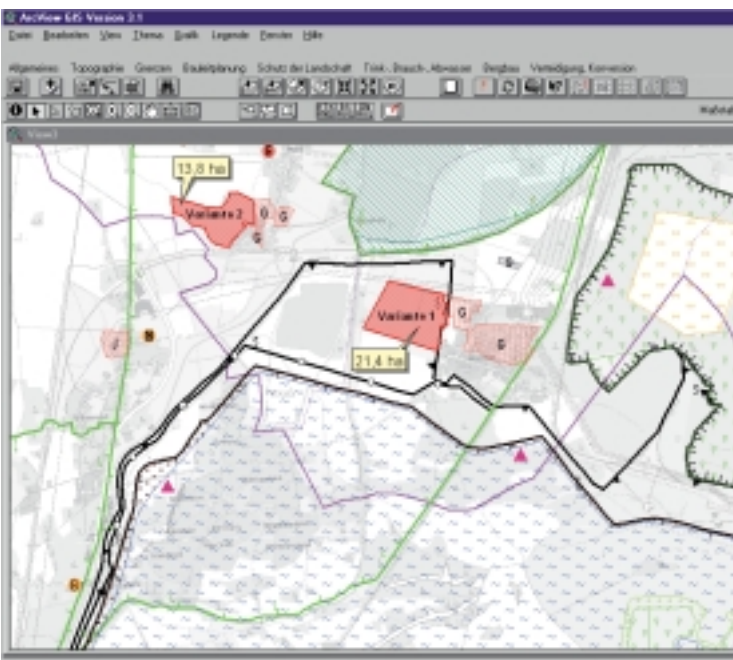 ArcView GIS Version 3.1
Datei Bearbeiten View Thema Grafik Legende Fenster Hilfe
Allgemeines Topographie Grenzen Bauleitplanung Schutz der Landschaft Trink-, Brauch-, Abwasser Bergbau Verteidigung, Konversion
Maßstab
View1
13,8 ha
G
Variante 2
G
G
G
G
Variante 1
G
G
N
21,4 ha
B